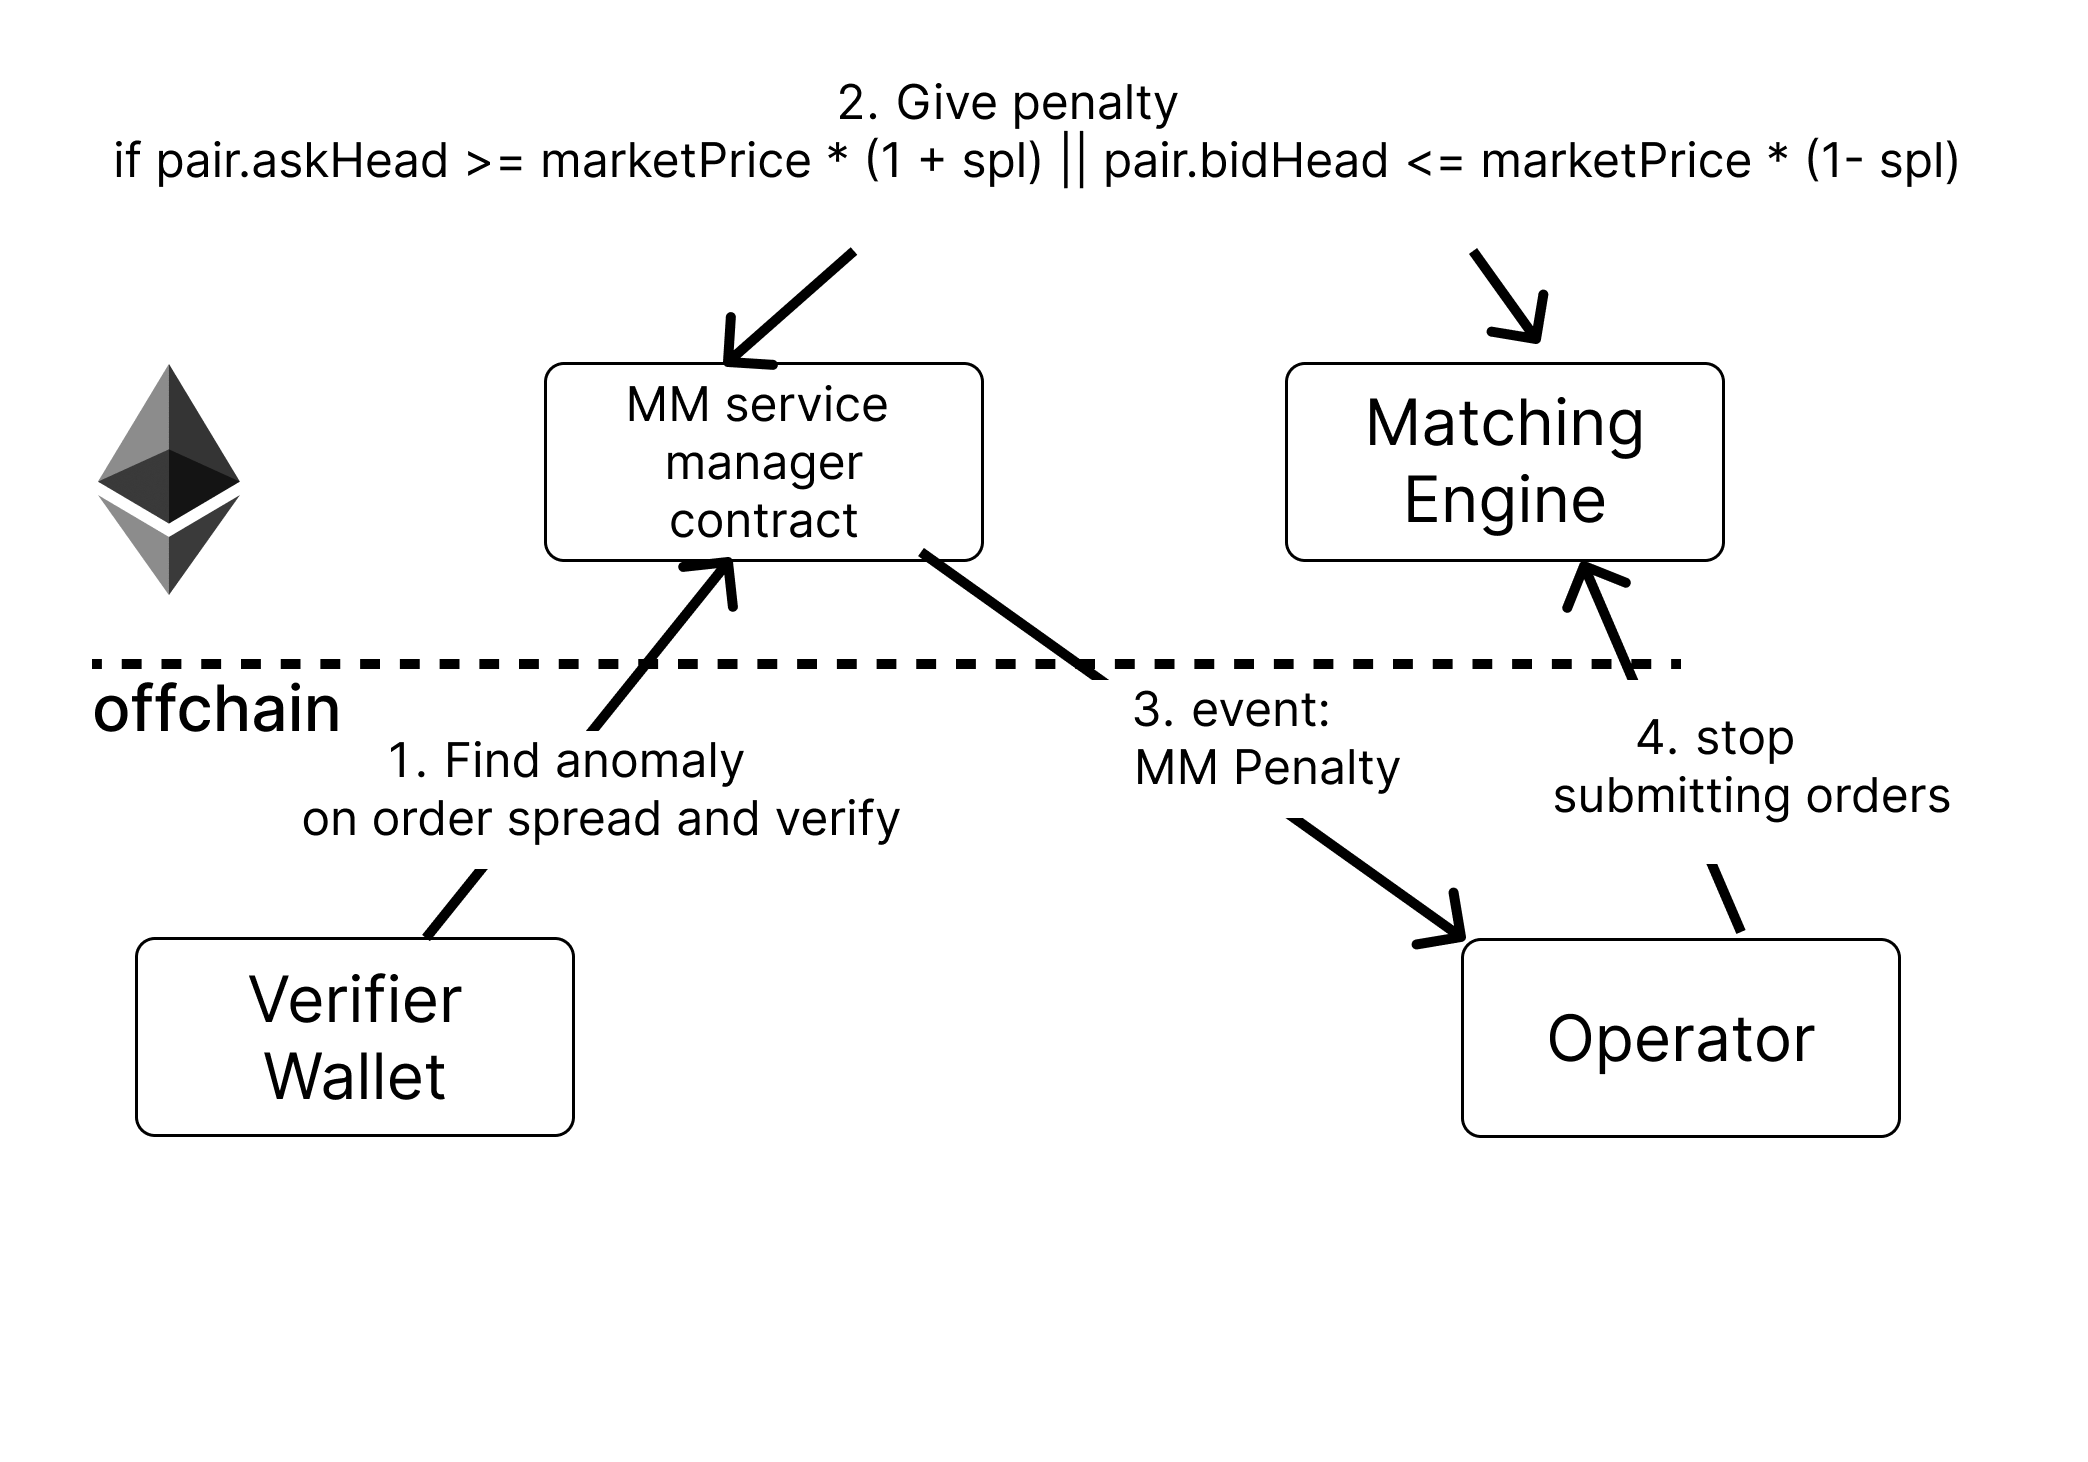 2. Give penalty
if pair.askHead >= marketPrice * (1 + spl) || pair.bidHead <= marketPrice * (1- spl)
MM service
manager
contract
Matching
Engine
offchain
1. Find anomaly
on order spread and verify
3. event:
MM Penalty
4. stop
submitting orders
Verifier
Wallet
Operator